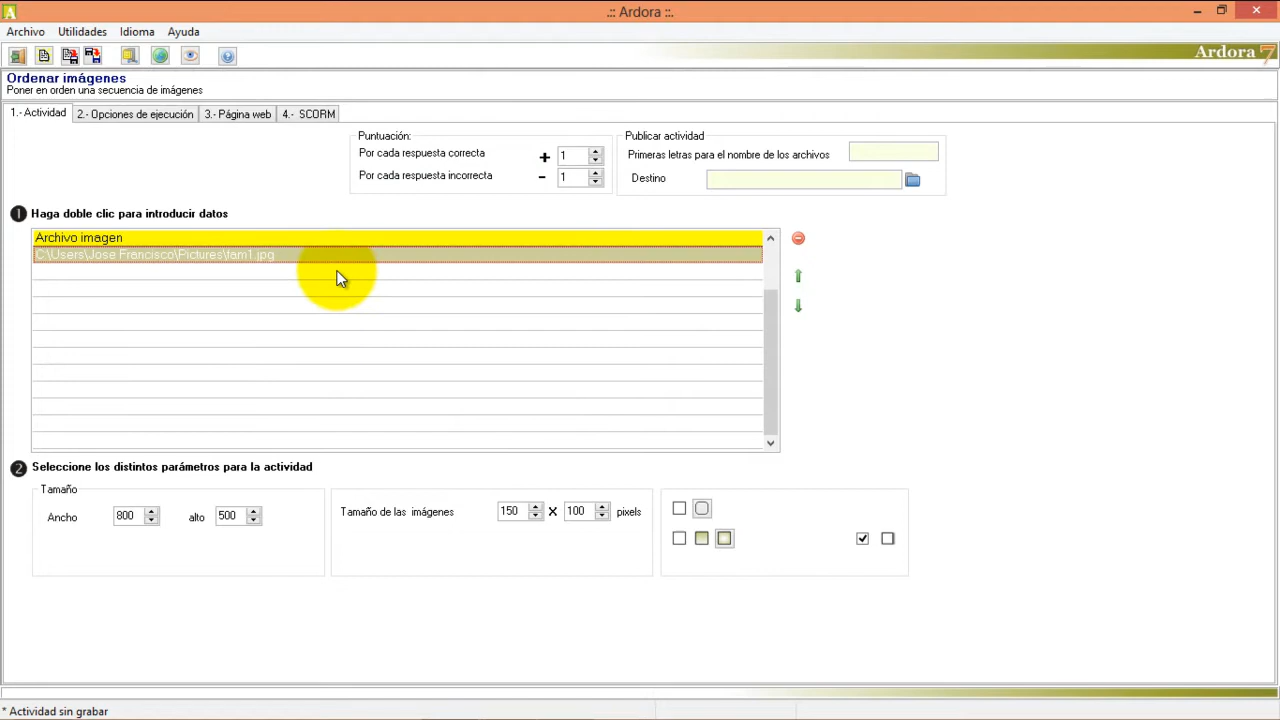 .:: Ardora ::.
Archivo Utilidades Idioma Ayuda
Ardora 7
Ordenar imágenes
Poner en orden una secuencia de imágenes
1.- Actividad 2.- Opciones de ejecución 3.- Página web 4.- SCORM
Puntuación:
Por cada respuesta correcta + 1
Por cada respuesta incorrecta - 1
Publicar actividad
Primeras letras para el nombre de los archivos
Destino
1 Haga doble clic para introducir datos
Archivo imagen
C:\Users\Jose Francisco\Pictures\fam1.jpg
2 Seleccione los distintos parámetros para la actividad
Tamaño
Ancho 800 alto 500
Tamaño de las imágenes 150 X 100 pixels
* Actividad sin grabar